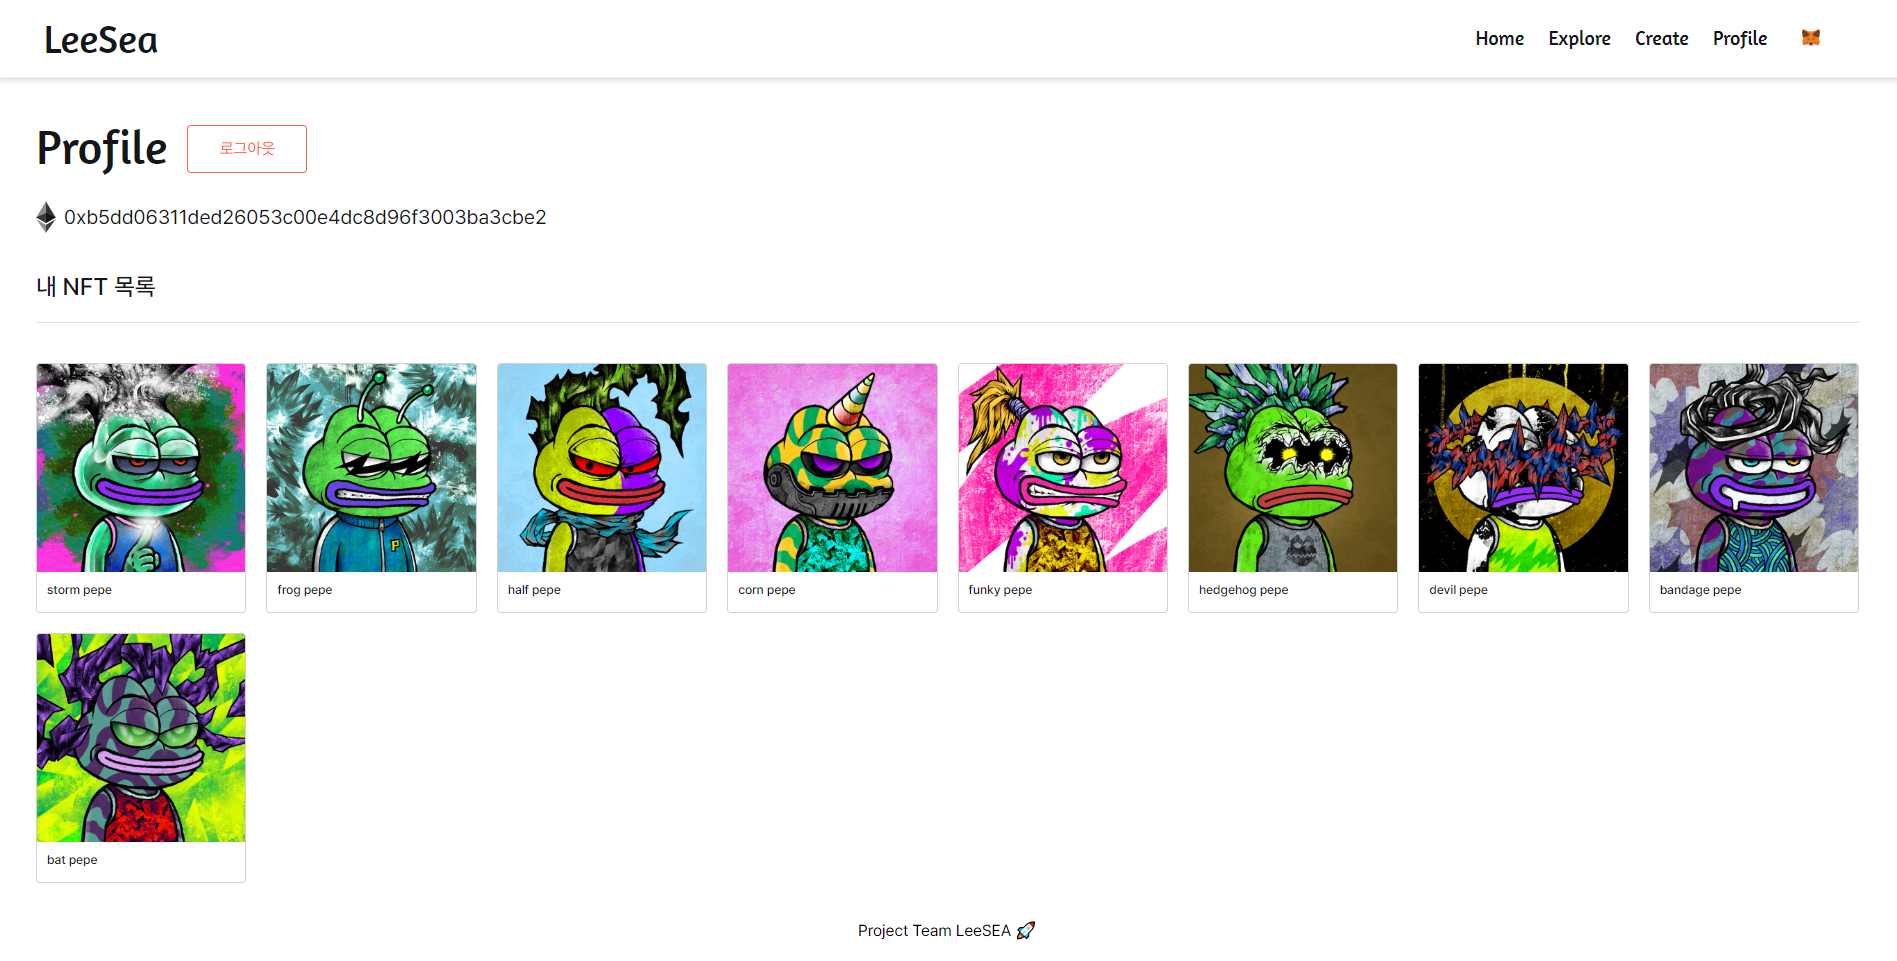 LeeSea
Home Explore Create Profile
Profile 로그아웃
0xb5dd06311ded26053c00e4dc8d96f3003ba3cbe2
내 NFT 목록
P
storm pepe
frog pepe
half pepe
corn pepe
funky pepe
hedgehog pepe
devil pepe
bandage pepe
bat pepe
Project Team LeeSEA 🚀